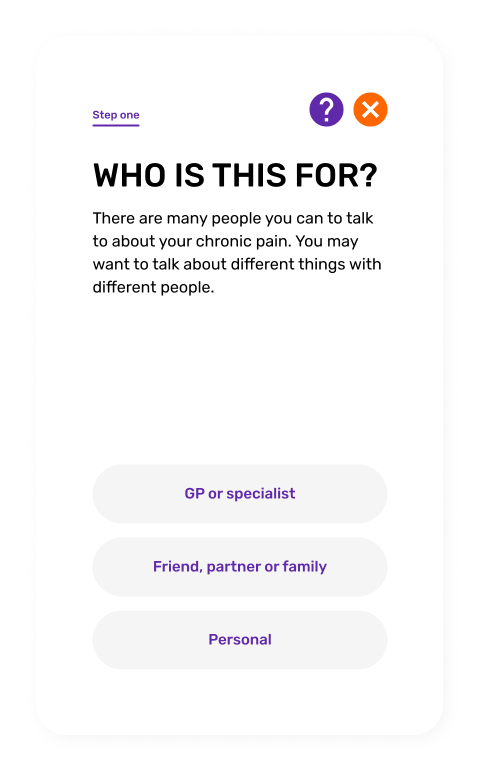 Step one
?
WHO IS THIS FOR?
There are many people you can to talk
to about your chronic pain. You may
want to talk about different things with
different people.
GP or specialist
Friend, partner or family
Personal